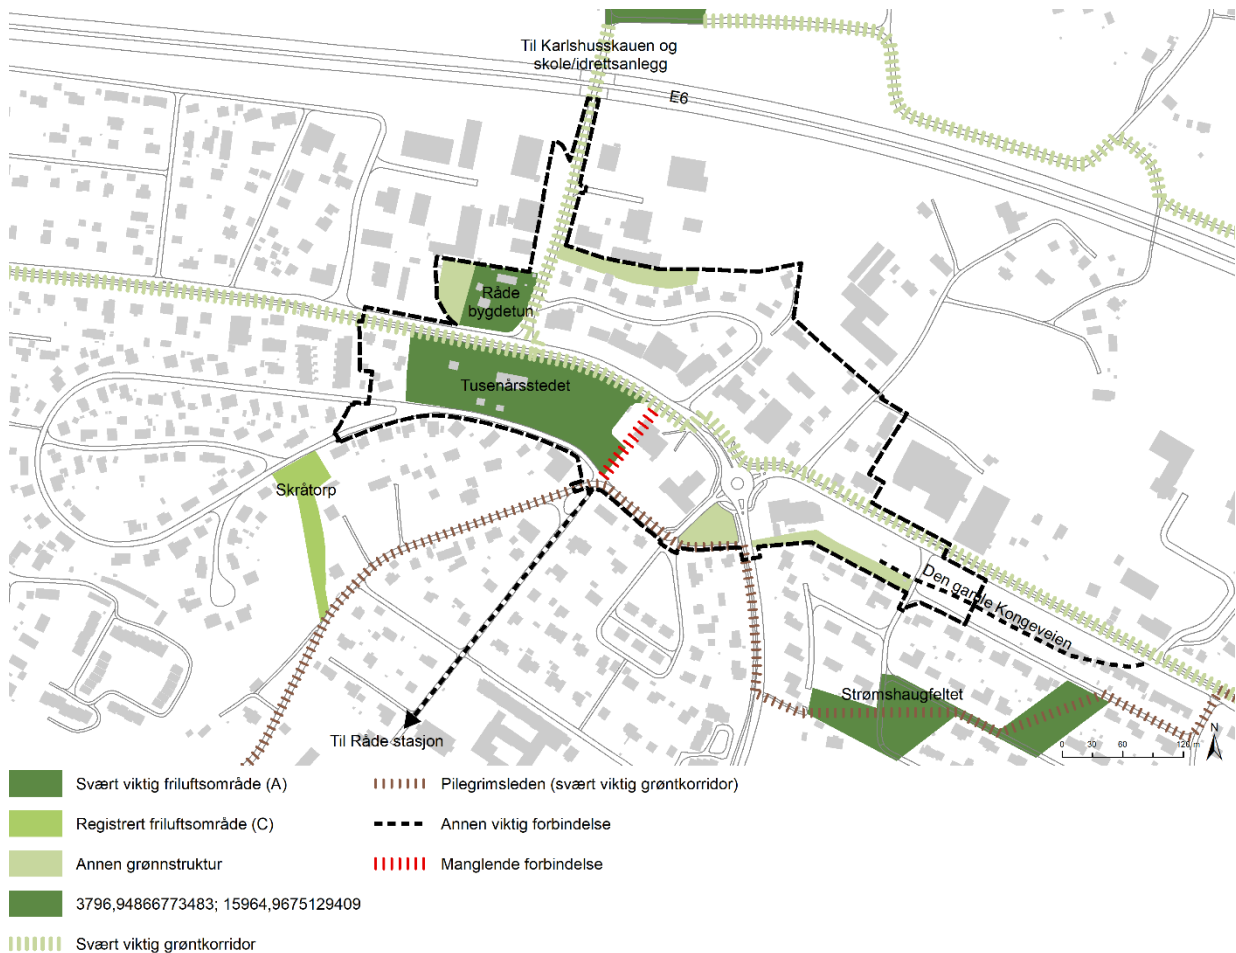 Til Karlshusskauen og
skole/idrettsanlegg
E6
Råde
bygdetun
Tusenårsstedet
Skråtorp
Den gamle Kongeveien
Strømshaugfeltet
Til Råde stasjon
N
0 30 60 120 m
Svært viktig friluftsområde (A)
Registrert friluftsområde (C)
Annen grønnstruktur
3796,94866773483; 15964,9675129409
Svært viktig grøntkorridor
Pilegrimsleden (svært viktig grøntkorridor)
Annen viktig forbindelse
Manglende forbindelse